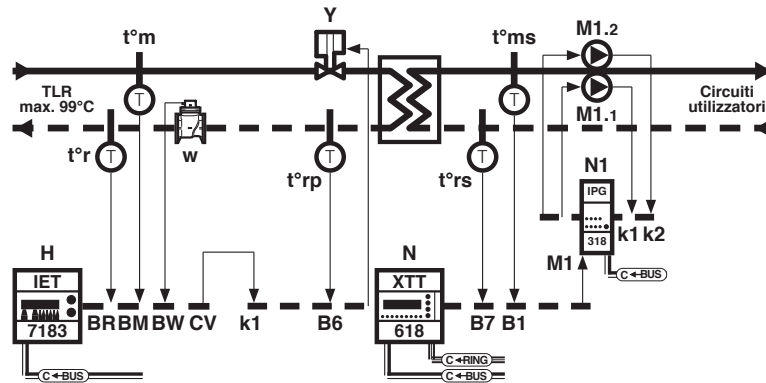 Y
t°m
t°ms
M1.2
T
T
TLR
max. 99°C
Circuiti
utilizzatori
M1.1
t°r
w
t°rp
t°rs
T
T
T
N1
IPG
318
k1 k2
M1
C BUS
H
IET
7183
BR BM BW CV k1 B6
N
XTT
618
B7 B1
C RING
C BUS
C BUS